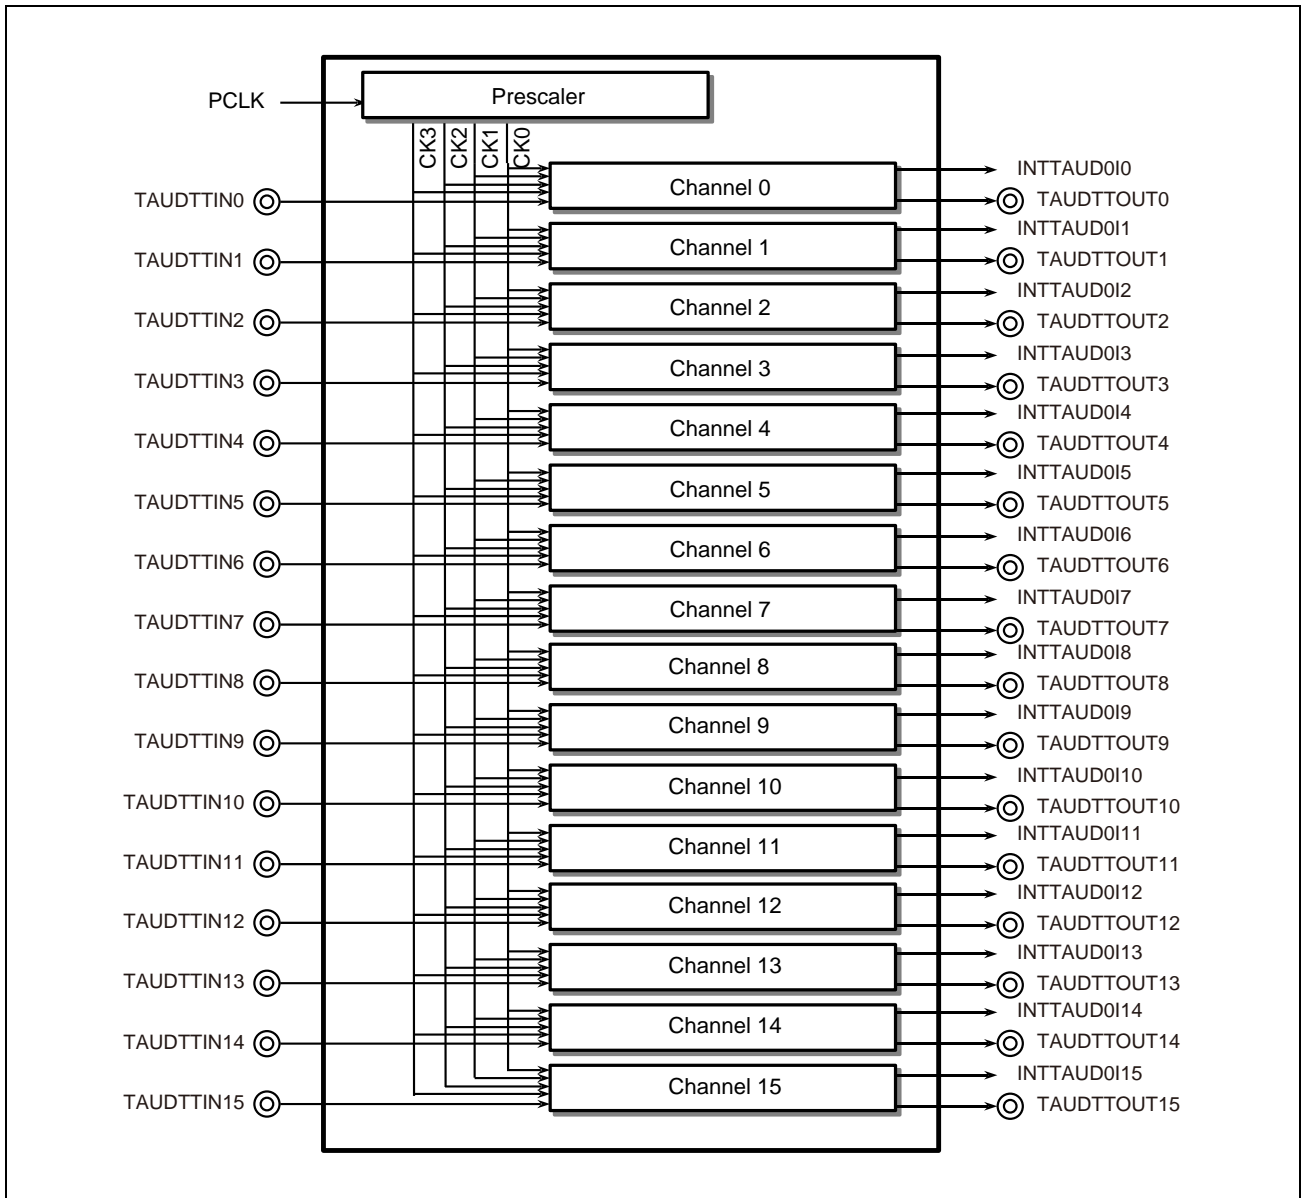 PCLK
Prescaler
CK3
CK2
CK1
CK0
TAUDTTIN0
Channel 0
INTTAUD0I0
TAUDTTOUT0
TAUDTTIN1
Channel 1
INTTAUD0I1
TAUDTTOUT1
TAUDTTIN2
Channel 2
INTTAUD0I2
TAUDTTOUT2
TAUDTTIN3
Channel 3
INTTAUD0I3
TAUDTTOUT3
TAUDTTIN4
Channel 4
INTTAUD0I4
TAUDTTOUT4
TAUDTTIN5
Channel 5
INTTAUD0I5
TAUDTTOUT5
TAUDTTIN6
Channel 6
INTTAUD0I6
TAUDTTOUT6
TAUDTTIN7
Channel 7
INTTAUD0I7
TAUDTTOUT7
TAUDTTIN8
Channel 8
INTTAUD0I8
TAUDTTOUT8
TAUDTTIN9
Channel 9
INTTAUD0I9
TAUDTTOUT9
TAUDTTIN10
Channel 10
INTTAUD0I10
TAUDTTOUT10
TAUDTTIN11
Channel 11
INTTAUD0I11
TAUDTTOUT11
TAUDTTIN12
Channel 12
INTTAUD0I12
TAUDTTOUT12
TAUDTTIN13
Channel 13
INTTAUD0I13
TAUDTTOUT13
TAUDTTIN14
Channel 14
INTTAUD0I14
TAUDTTOUT14
TAUDTTIN15
Channel 15
INTTAUD0I15
TAUDTTOUT15